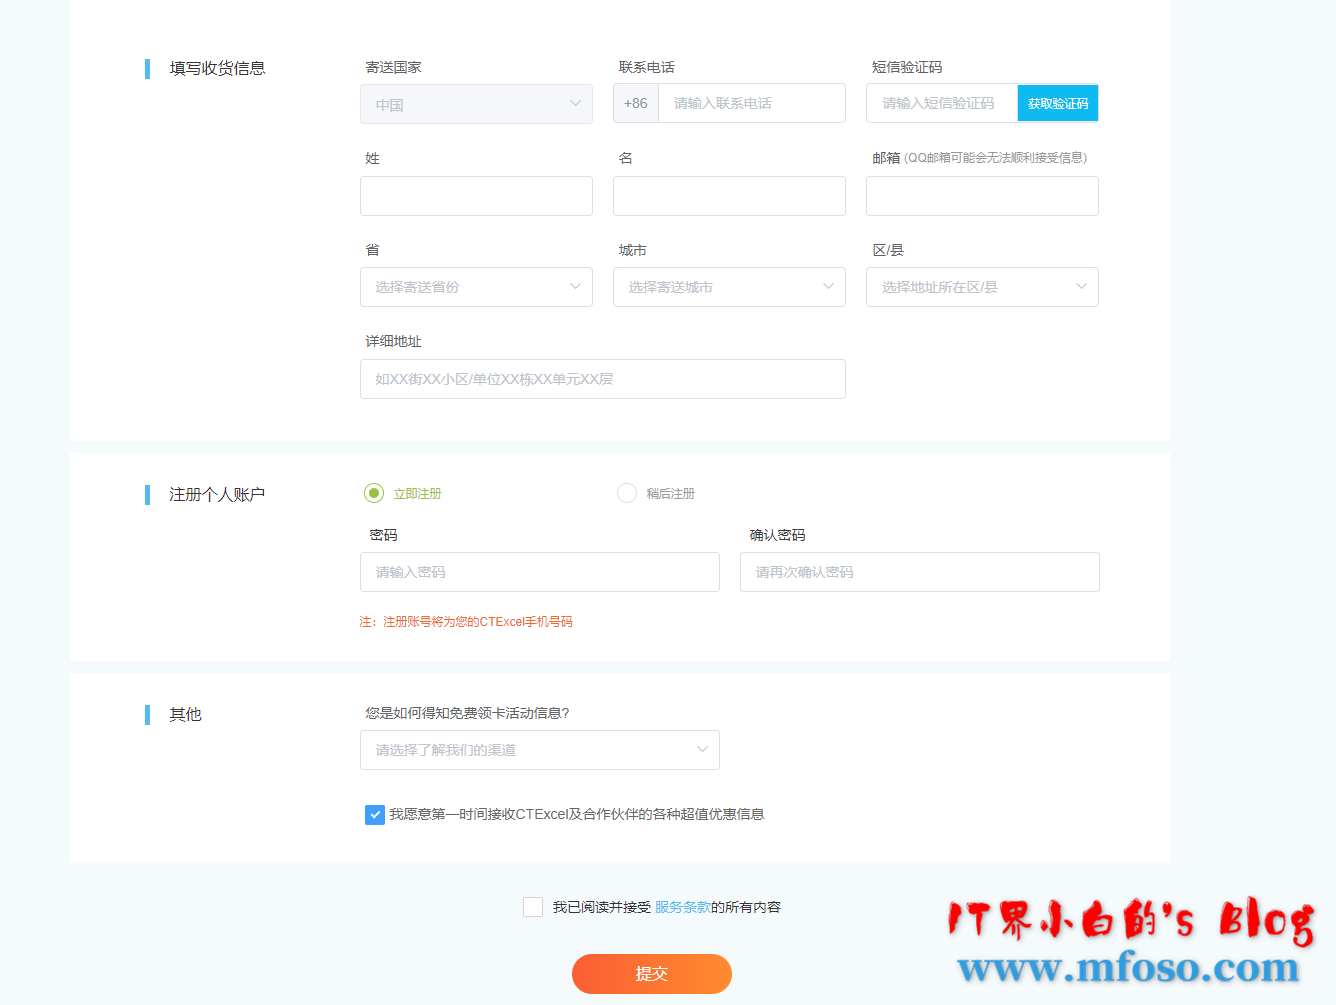 填写收货信息
寄送国家
联系电话
短信验证码
中国
+86
请输入联系电话
请输入短信验证码
获取验证码
姓
名
邮箱 (QQ邮箱可能会无法顺利接受信息)
省
城市
区/县
选择寄送省份
选择寄送城市
选择地址所在区/县
详细地址
如XX街XX小区/单位XX栋XX单元XX层
注册个人账户
立即注册
稍后注册
密码
确认密码
请输入密码
请再次确认密码
注：注册账号将为您的CTExcel手机号码
其他
您是如何得知免费领卡活动信息?
请选择了解我们的渠道
我愿意第一时间接收CTExcel及合作伙伴的各种超值优惠信息
我已阅读并接受 服务条款的所有内容
提交
IT界小白的's Blog
www.mfoso.com